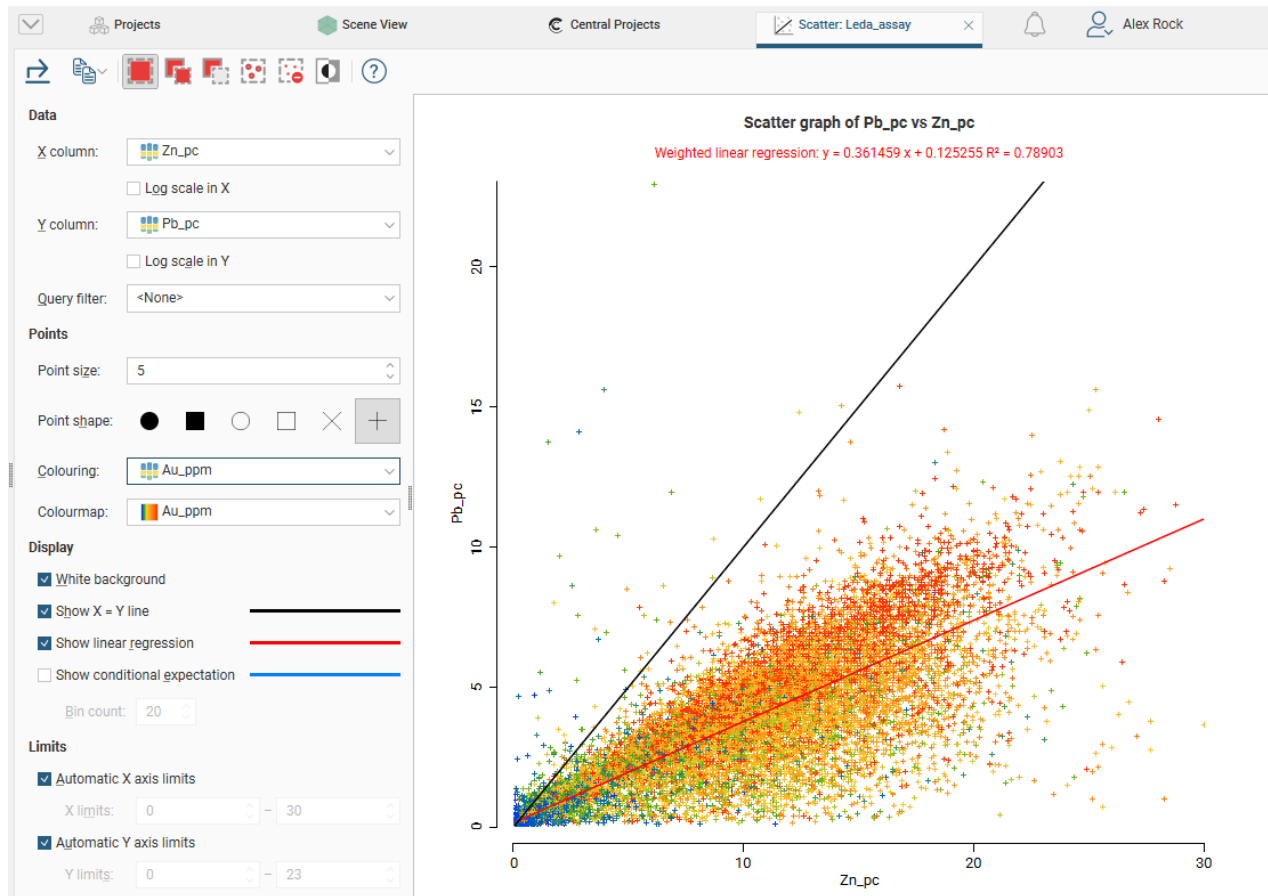 Projects
Scene View
Central Projects
Scatter: Leda_assay
Alex Rock
Data
X column: Zn_pc
Log scale in X
Y column: Pb_pc
Log scale in Y
Query filter: <None>
Points
Point size: 5
Point shape:
Colouring: Au_ppm
Colourmap: Au_ppm
Display
White background
Show X = Y line
Show linear regression
Show conditional expectation
Bin count: 20
Limits
Automatic X axis limits
X limits: 0 – 30
Automatic Y axis limits
Y limits: 0 – 23
Scatter graph of Pb_pc vs Zn_pc
Weighted linear regression: y = 0.361459 x + 0.125255 R² = 0.78903
20
15
10
5
0
Pb_pc
0 10 20 30
Zn_pc